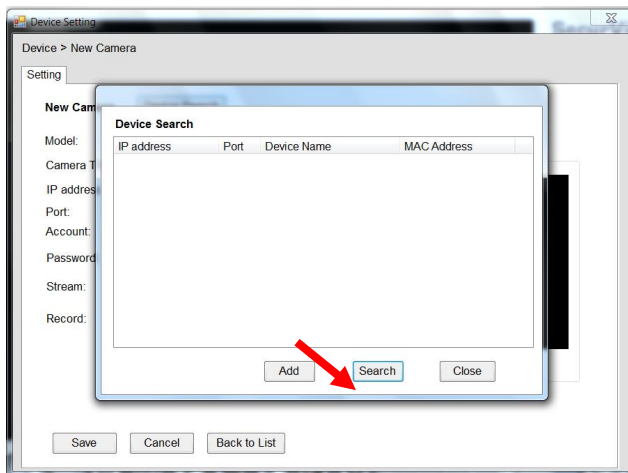 Device Setting
Device > New Camera
Setting
New Cam
Device Search
Model:
IP address Port Device Name MAC Address
Camera T
IP addres
Port:
Account:
Password
Stream:
Record:
Add Search Close
Save Cancel Back to List